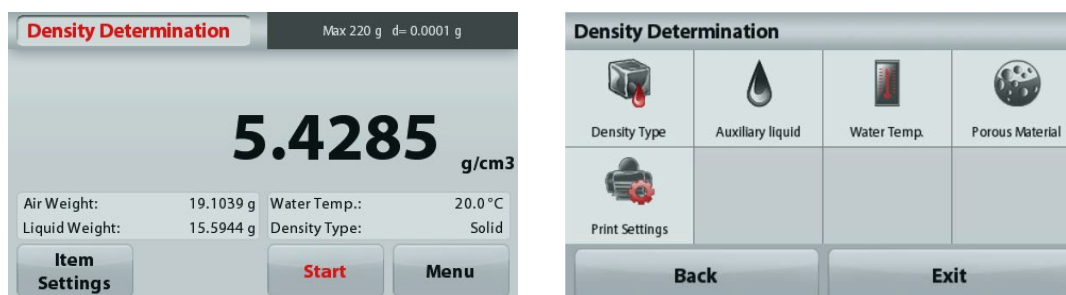 Density Determination
Max 220 g d= 0.0001 g
5.4285 g/cm3
Air Weight: 19.1039 g Water Temp.: 20.0°C
Liquid Weight: 15.5944 g Density Type: Solid
Item
Settings
Start
Menu
Density Determination
Density Type
Auxiliary liquid
Water Temp.
Porous Material
Print Settings
Back
Exit